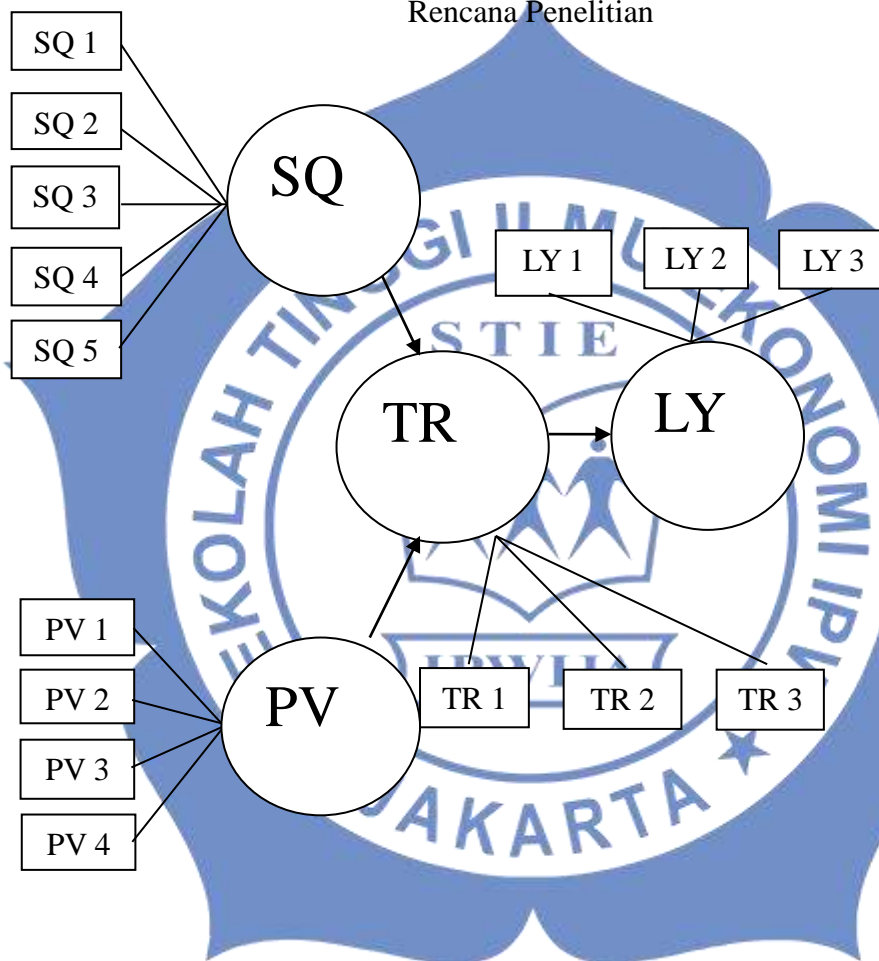 Rencana Penelitian
SQ 1
SQ 2
SQ 3
SQ 4
SQ 5
SQ
LY 1
LY 2
LY 3
TR
LY
PV 1
PV 2
PV 3
PV 4
PV
TR 1
TR 2
TR 3
EKOLAH TINGGI ILMU EKONOMI IPW
STIE
JAKARTA